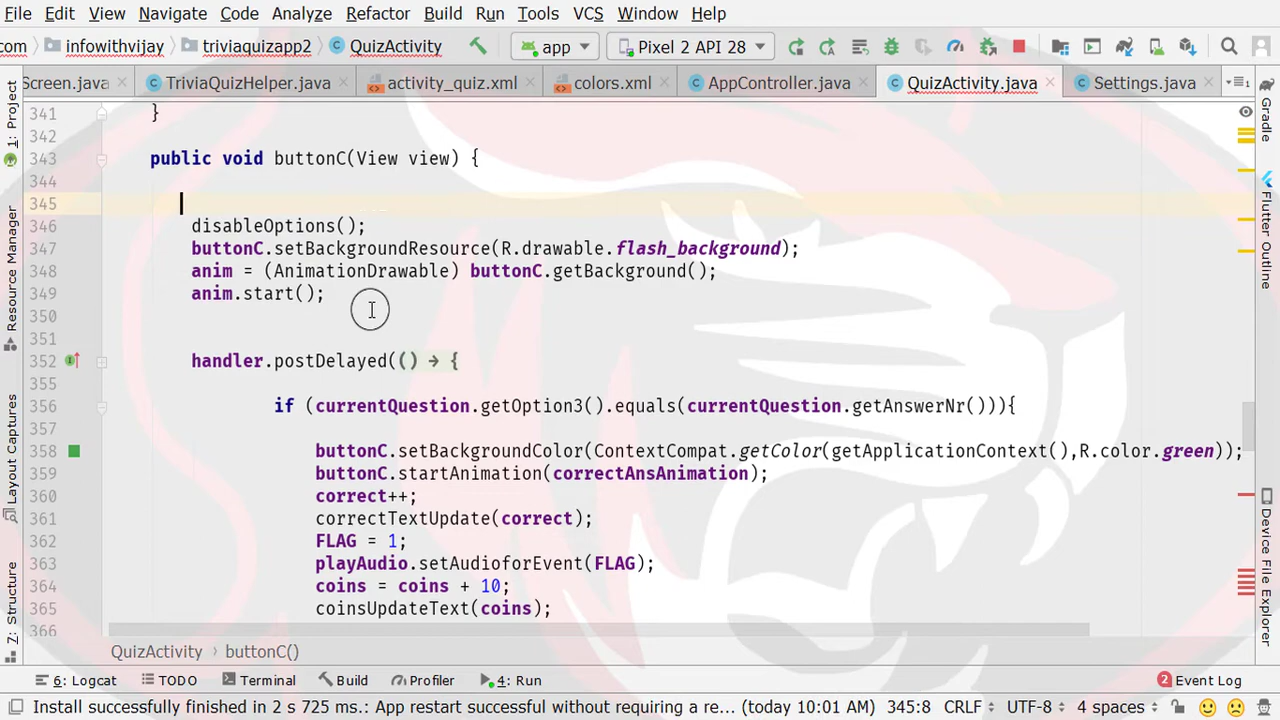 File Edit View Navigate Code Analyze Refactor Build Run Tools VCS Window Help
com infowithvijay triviaquizapp2 QuizActivity app Pixel 2 API 28
Screen.java TriviaQuizHelper.java activity_quiz.xml colors.xml AppController.java QuizActivity.java Settings.java 1
341 }
342
343 public void buttonC(View view) {
344
345
346 disableOptions();
347 buttonC.setBackgroundResource(R.drawable.flash_background);
348 anim = (AnimationDrawable) buttonC.getBackground();
349 anim.start();
350
351
352 handler.postDelayed(() → {
355
356 if (currentQuestion.getOption3().equals(currentQuestion.getAnswerNr())){
357
358 buttonC.setBackgroundColor(ContextCompat.getColor(getApplicationContext(),R.color.green));
359 buttonC.startAnimation(correctAnsAnimation);
360 correct++;
361 correctTextUpdate(correct);
362 FLAG = 1;
363 playAudio.setAudioforEvent(FLAG);
364 coins = coins + 10;
365 coinsUpdateText(coins);
366
QuizActivity buttonC()
1: Project
Resource Manager
Layout Captures
7: Structure
Gradle
Flutter Outline
Device File Explorer
6: Logcat TODO Terminal Build Profiler 4: Run 2 Event Log
Install successfully finished in 2 s 725 ms.: App restart successful without requiring a re... (today 10:01 AM) 345:8 CRLF UTF-8 4 spaces